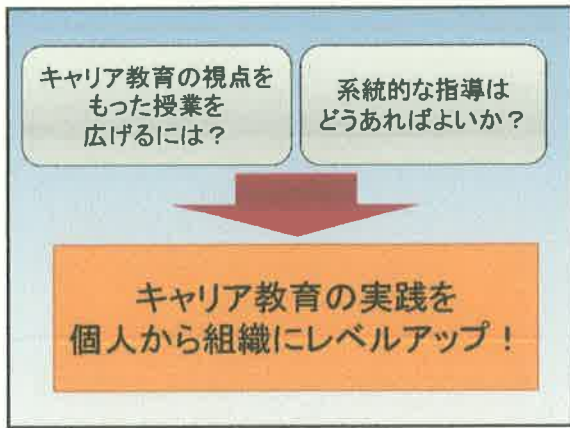 キャリア教育の視点を
もった授業を
広げるには？
系統的な指導は
どうあればよいか？
キャリア教育の実践を
個人から組織にレベルアップ！